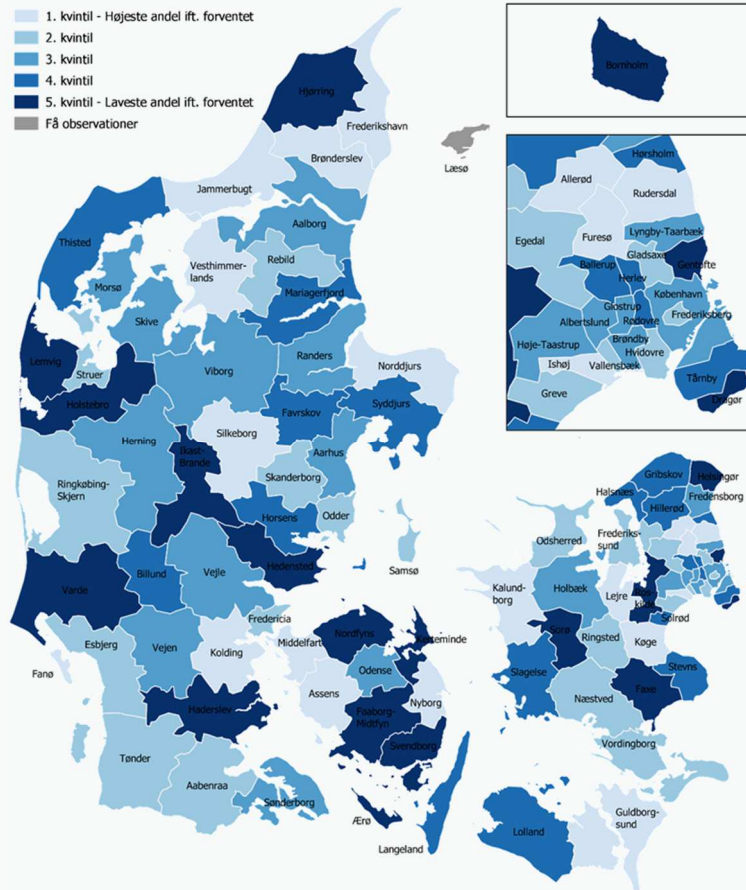 1. kvintil - Højeste andel ift. forventet
2. kvintil
3. kvintil
4. kvintil
5. kvintil - Laveste andel ift. forventet
Få observationer
Bornholm
Hjørring
Frederikshavn
Brønderslev
Læsø
Jammerbugt
Aalborg
Thisted
Vesthimmer-
lands
Rebild
Morsø
Mariagerfjord
Skive
Lemvig
Struer
Viborg
Randers
Norddjurs
Holstebro
Favrskov
Syddjurs
Silkeborg
Herning
Ikast-
Brande
Aarhus
Skanderborg
Ringkøbing-
Skjern
Horsens
Odder
Samsø
Hedensted
Varde
Billund
Vejle
Fredericia
Esbjerg
Vejen
Kolding
Middelfart
Nordfyns
Kerteminde
Fanø
Odense
Assens
Nyborg
Haderslev
Faaborg-
Midtfyn
Svendborg
Tønder
Aabenraa
Sønderborg
Ærø
Langeland
Hørsholm
Allerød
Rudersdal
Egedal
Furesø
Lyngby-Taarbæk
Gladsaxe
Gentofte
Ballerup
Herlev
København
Glostrup
Frederiksberg
Albertslund
Rødovre
Høje-Taastrup
Brøndby
Hvidovre
Ishøj
Vallensbæk
Tårnby
Greve
Dragør
Gribskov
Helsingør
Halsnæs
Fredensborg
Hillerød
Odsherred
Frederiks-
sund
Kalund-
borg
Holbæk
Lejre
Ros-
kilde
Solrød
Sorø
Ringsted
Køge
Slagelse
Stevns
Faxe
Næstved
Vordingborg
Guldborg-
sund
Lolland